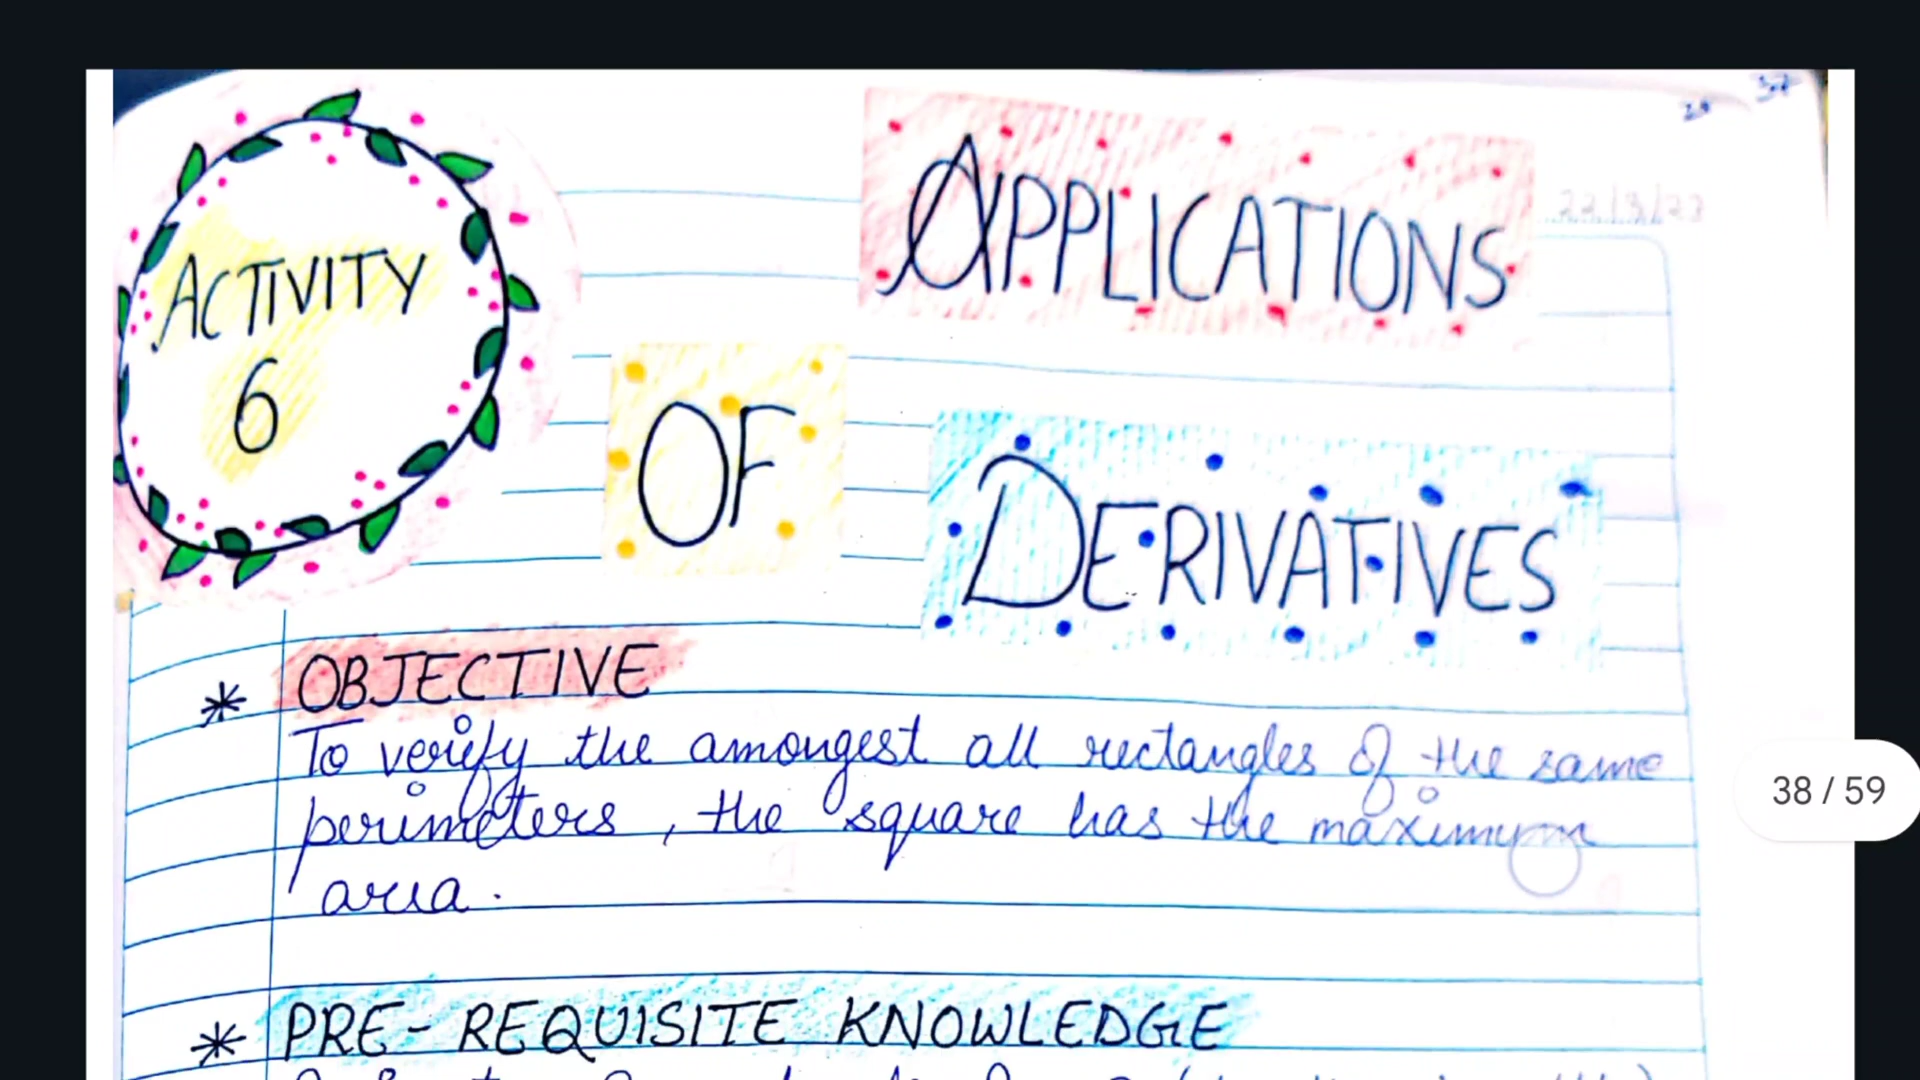 ACTIVITY
6
APPLICATIONS
OF
DERIVATIVES
* OBJECTIVE
To verify the amongest all rectangles of the same
perimeters, the square has the maximum
area.
38 / 59
* PRE-REQUISITE KNOWLEDGE